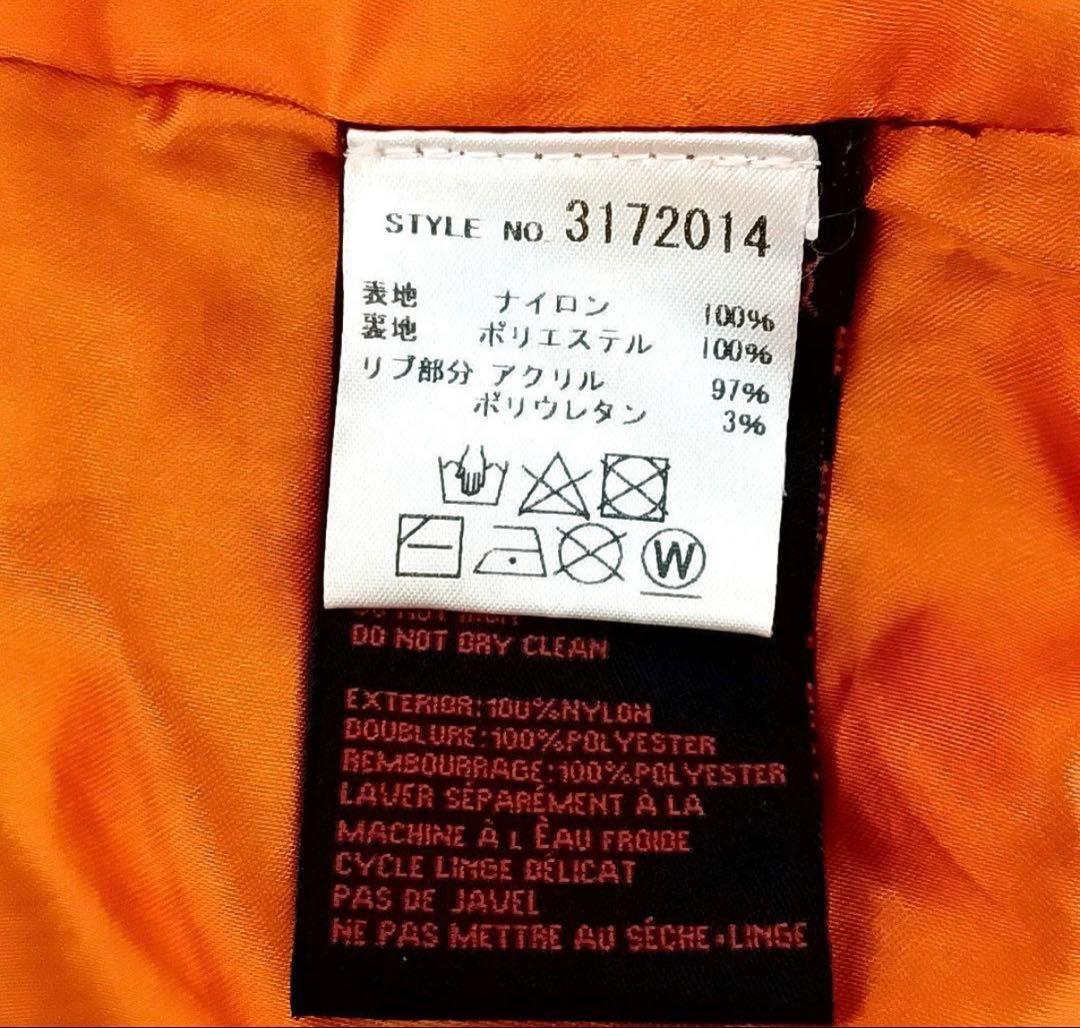 STYLE NO. 3172014
表地 ナイロン 100%
裏地 ポリエステル 100%
リブ部分 アクリル 97%
ポリウレタン 3%
W
DO NOT DRY CLEAN
EXTERIOR:100%NYLON
DOUBLURE:100%POLYESTER
REMBOURRAGE:100%POLYESTER
LAVER SÉPARÉMENT À LA
MACHINE À L ÈAU FROIDE
CYCLE LINGE DÉLICAT
PAS DE JAVEL
NE PAS METTRE AU SÉCHE-LINGE